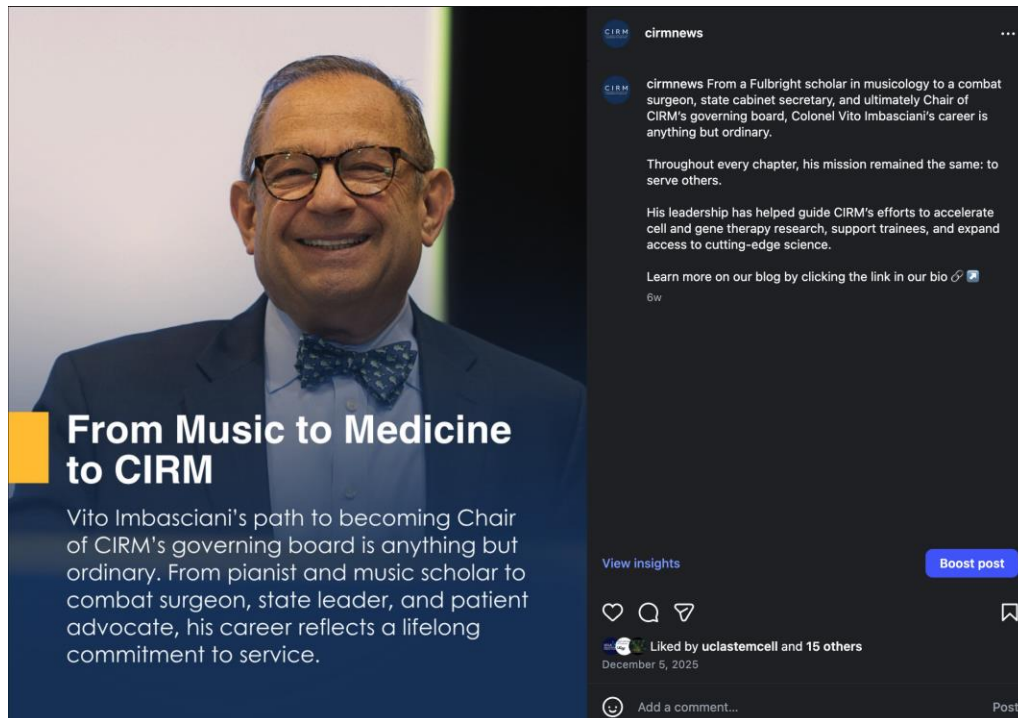 From Music to Medicine
to CIRM
Vito Imbasciani's path to becoming Chair
of CIRM's governing board is anything but
ordinary. From pianist and music scholar to
combat surgeon, state leader, and patient
advocate, his career reflects a lifelong
commitment to service.
CIRM
cirmnews
CIRM
cirmnews From a Fulbright scholar in musicology to a combat
surgeon, state cabinet secretary, and ultimately Chair of
CIRM's governing board, Colonel Vito Imbasciani's career is
anything but ordinary.
Throughout every chapter, his mission remained the same: to
serve others.
His leadership has helped guide CIRM's efforts to accelerate
cell and gene therapy research, support trainees, and expand
access to cutting-edge science.
Learn more on our blog by clicking the link in our bio 🔗 ↗️
6w
View insights
Boost post
Liked by uclastemcell and 15 others
December 5, 2025
Add a comment...
Post